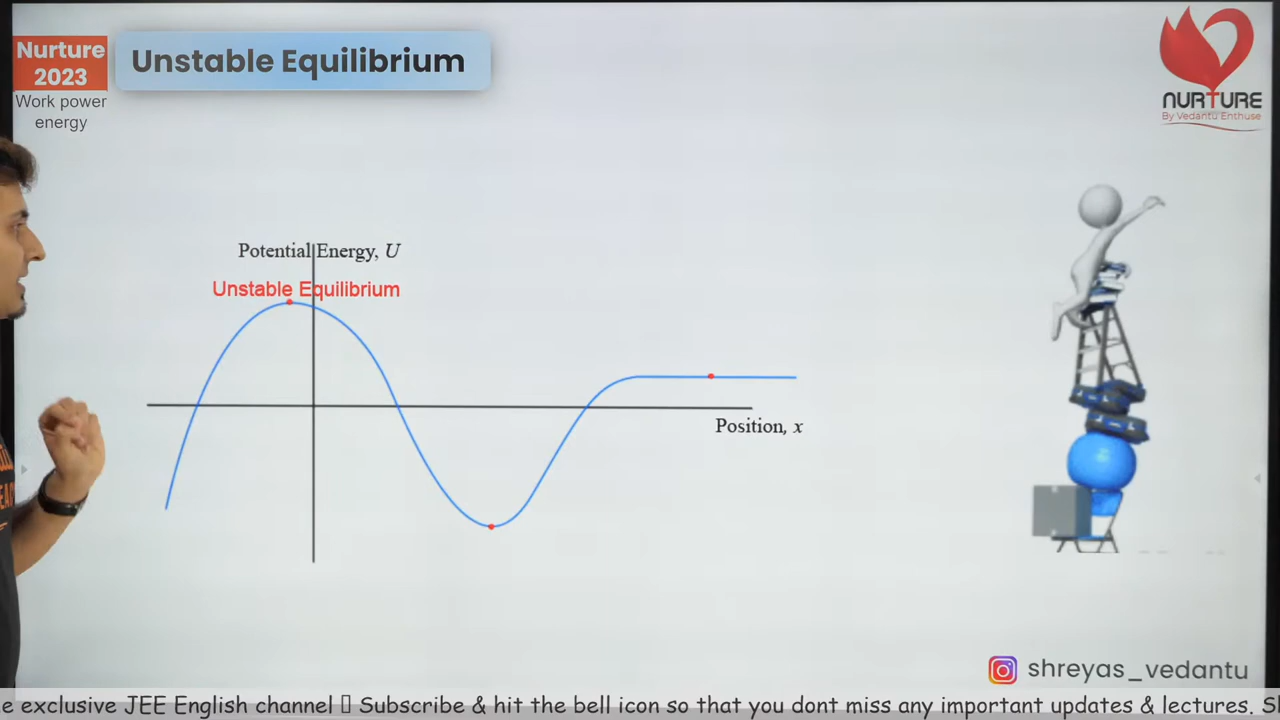 Nurture
2023
Work power
energy
Unstable Equilibrium
NURTURE
By Vedantu Enthuse
Potential Energy, U
Unstable Equilibrium
Position, x
shreyas_vedantu
e exclusive JEE English channel Subscribe & hit the bell icon so that you dont miss any important updates & lectures.